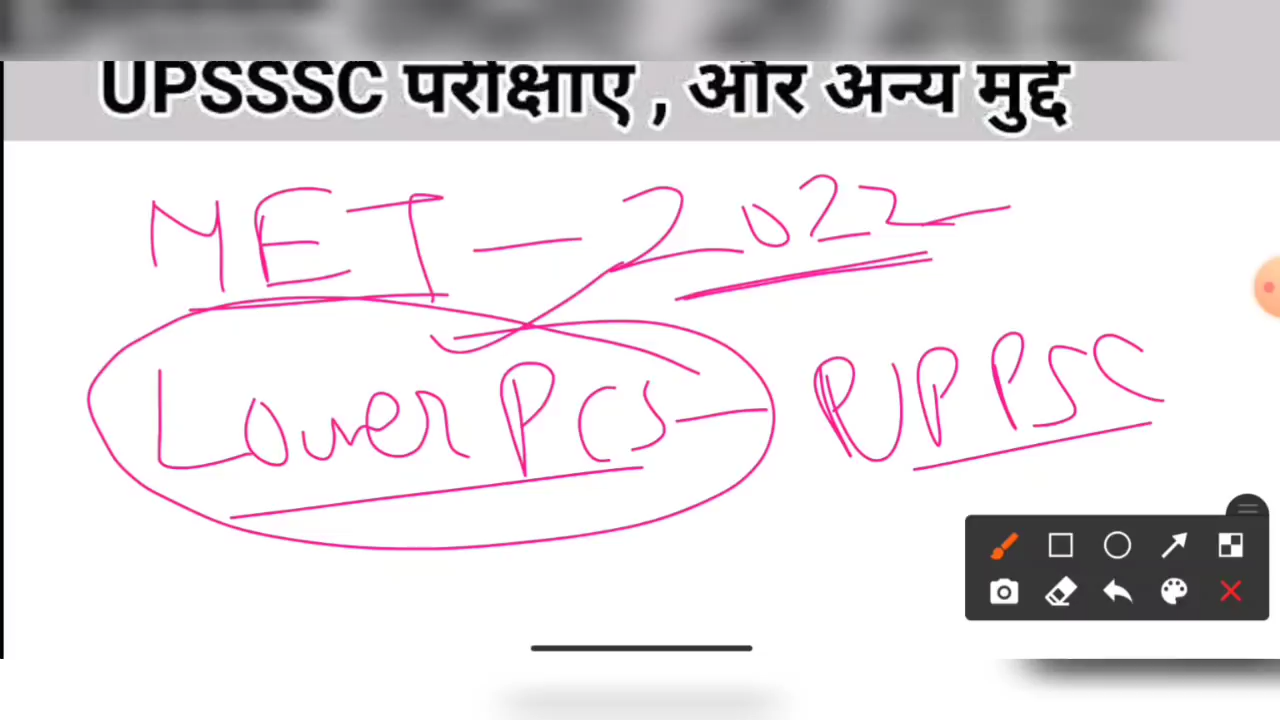 UPSSSC परीक्षाए , और अन्य मुद्दे
MET - 2022
Lower PCS - UPPSC